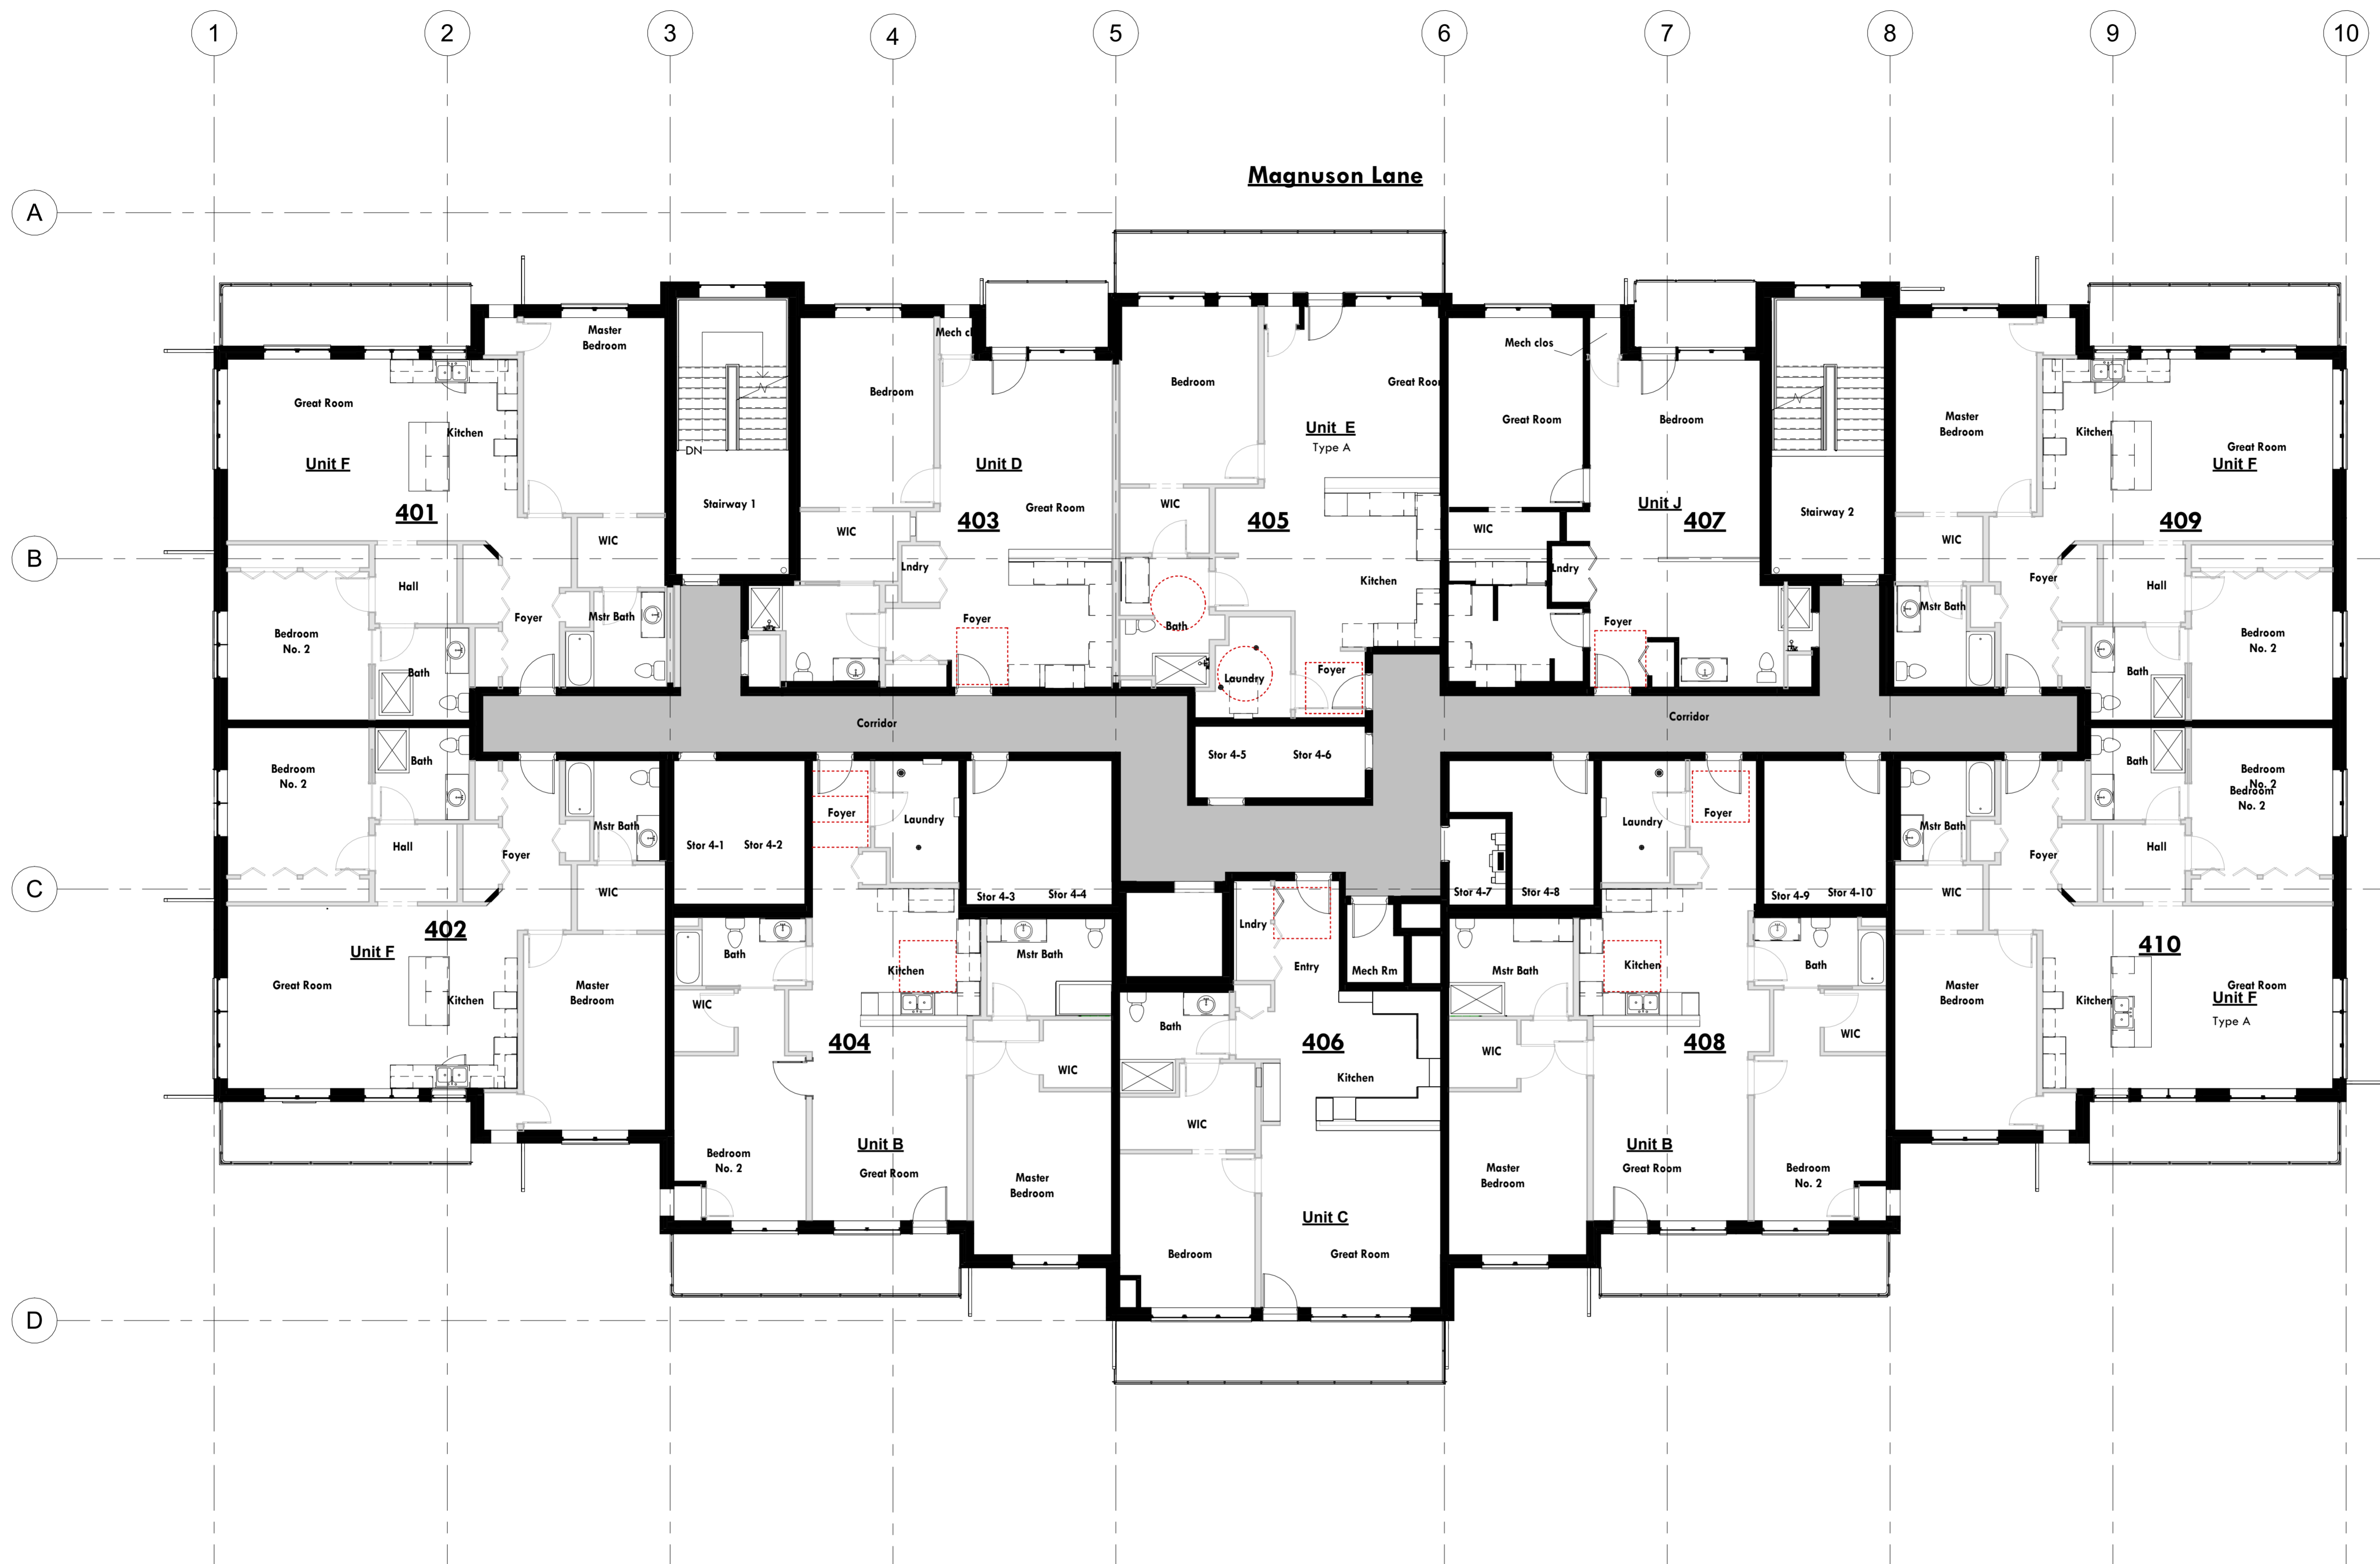 1 2 3 4 5 6 7 8 9 10
Magnuson Lane
A
Master
Bedroom
Mech cl
Mech clos
Great Room
Kitchen
Unit F
401
DN
Stairway 1
Bedroom
Unit D
Great Room
403
WIC
WIC
Bedroom
Great Roo
Unit E
Type A
WIC
405
Great Room
Bedroom
Unit J
407
WIC
Stairway 2
Master
Bedroom
Kitchen
Great Room
Unit F
409
WIC
B
Hall
Foyer
Mstr Bath
Bedroom
No. 2
Bath
Lndry
Foyer
Kitchen
Bath
Laundry
Foyer
Lndry
Foyer
Mstr Bath
Foyer
Hall
Bedroom
No. 2
Bath
Corridor
Corridor
Stor 4-5
Stor 4-6
Bedroom
No. 2
Bath
Hall
Foyer
Mstr Bath
WIC
Stor 4-1
Stor 4-2
Foyer
Laundry
Stor 4-3
Stor 4-4
Stor 4-7
Stor 4-8
Laundry
Foyer
Stor 4-9
Stor 4-10
Mstr Bath
WIC
Foyer
Hall
Bath
Bedroom
No. 2
Bedroom
No. 2
C
402
Unit F
Great Room
Kitchen
Master
Bedroom
Bath
WIC
Kitchen
Mstr Bath
404
WIC
Lndry
Entry
Mech Rm
Bath
406
Kitchen
WIC
Mstr Bath
WIC
Kitchen
408
Bath
WIC
Master
Bedroom
Kitchen
410
Great Room
Unit F
Type A
Bedroom
No. 2
Unit B
Great Room
Master
Bedroom
Bedroom
Unit C
Great Room
Master
Bedroom
Unit B
Great Room
Bedroom
No. 2
D